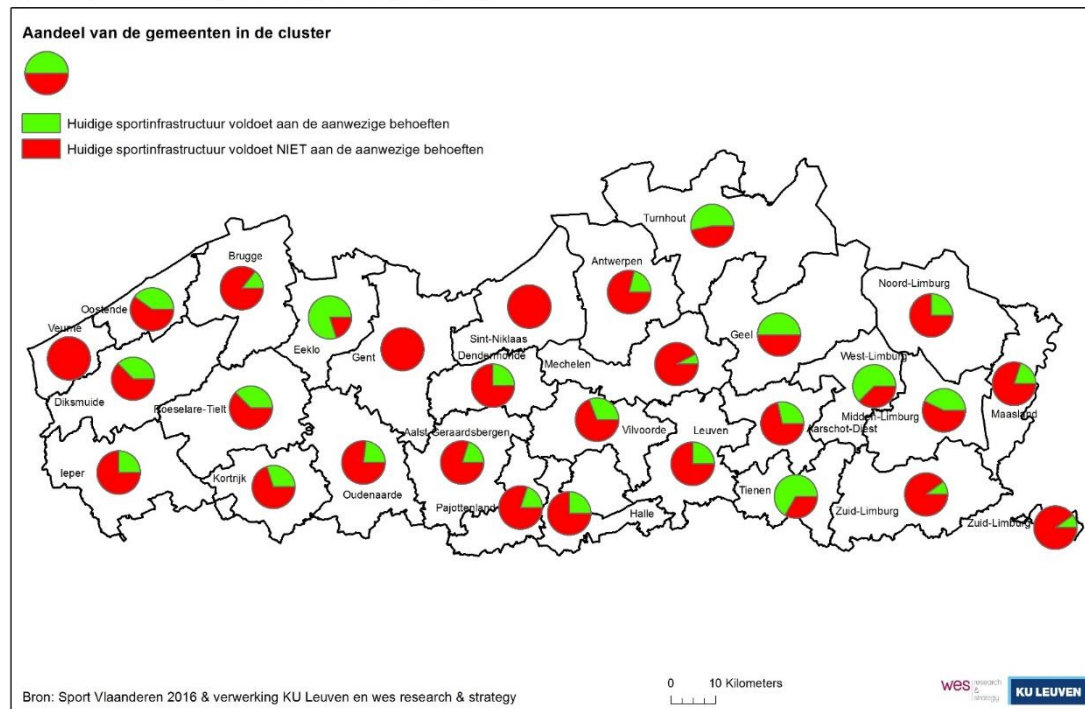 Aandeel van de gemeenten in de cluster
Huidige sportinfrastructuur voldoet aan de aanwezige behoeften
Huidige sportinfrastructuur voldoet NIET aan de aanwezige behoeften
Turnhout
Brugge
Antwerpen
Noord-Limburg
Oostende
Veurne
Eeklo
Gent
Sint-Niklaas
Geel
Dendermonde
Mechelen
West-Limburg
Diksmuide
Roeselare-Tielt
Maasland
Midden-Limburg
Aarschot-Diest
Vilvoorde
Leuven
Aalst-Geraardsbergen
Ieper
Kortrijk
Oudenaarde
Tienen
Pajottenland
Halle
Zuid-Limburg
Zuid-Limburg
Bron: Sport Vlaanderen 2016 & verwerking KU Leuven en wes research & strategy
0 10 Kilometers
wes research & strategy
KU LEUVEN